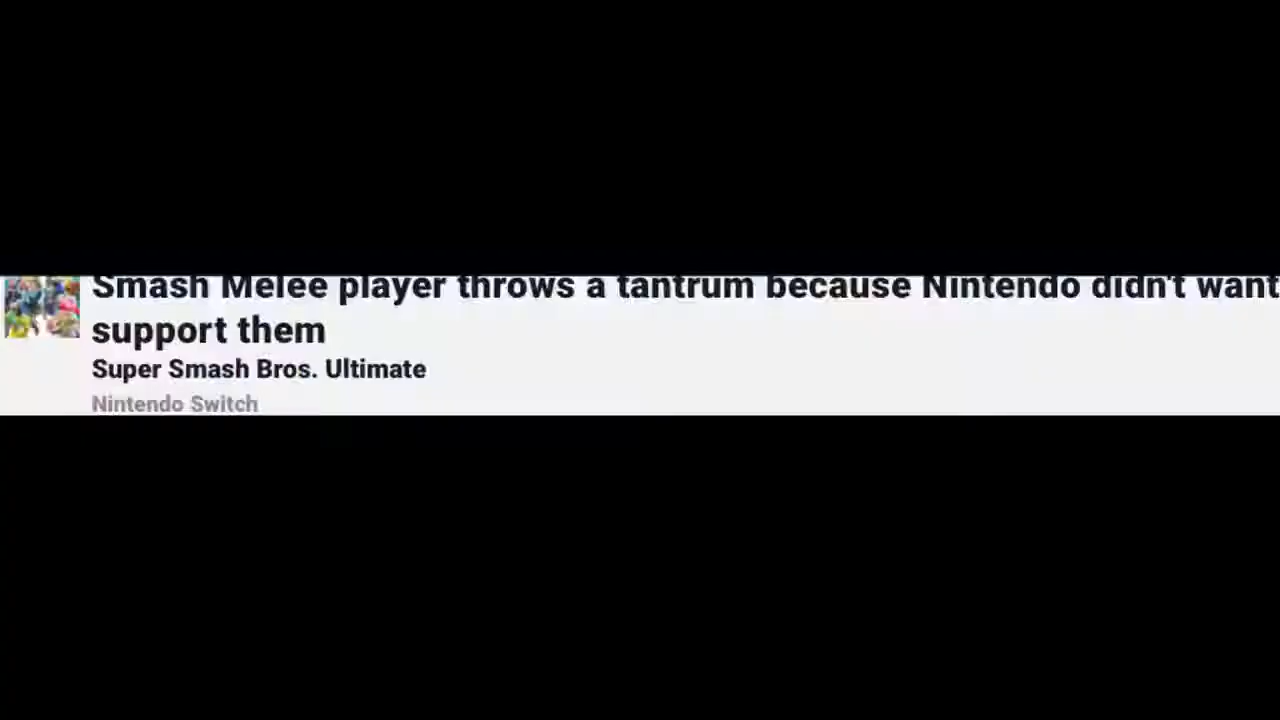 Smash Melee player throws a tantrum because Nintendo didn't want
support them
Super Smash Bros. Ultimate
Nintendo Switch